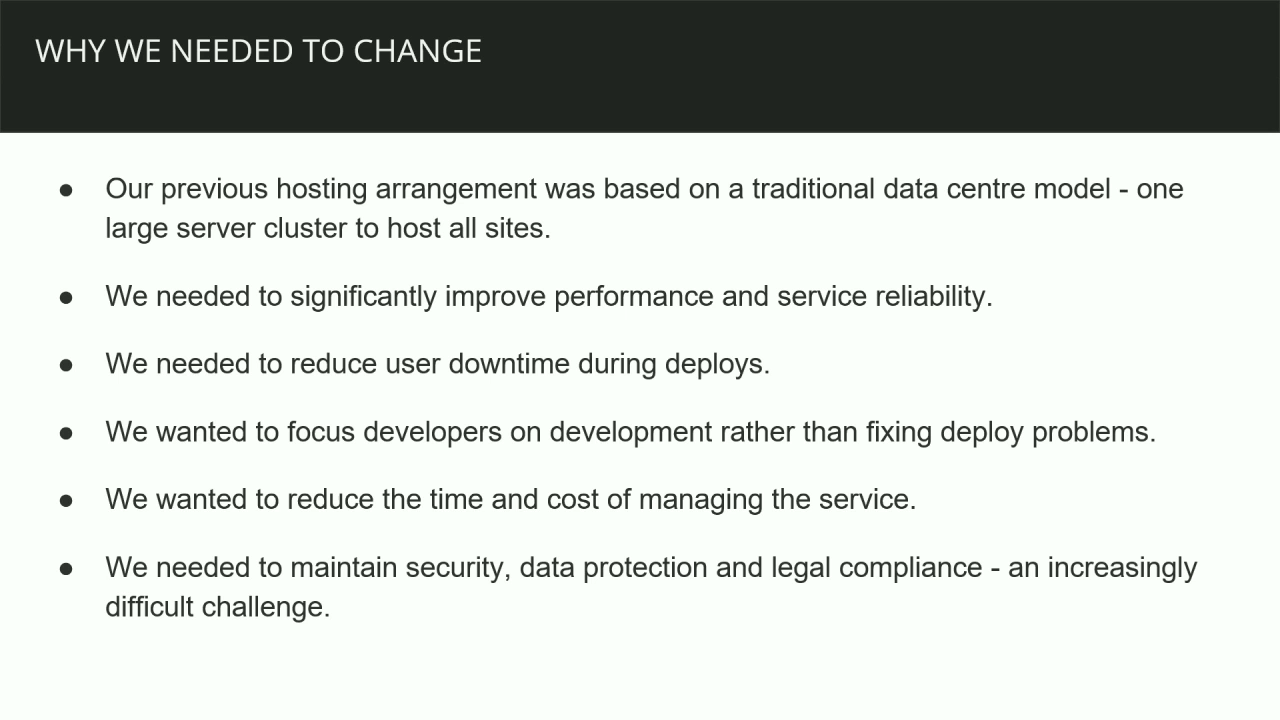 WHY WE NEEDED TO CHANGE
● Our previous hosting arrangement was based on a traditional data centre model - one
large server cluster to host all sites.
● We needed to significantly improve performance and service reliability.
● We needed to reduce user downtime during deploys.
● We wanted to focus developers on development rather than fixing deploy problems.
● We wanted to reduce the time and cost of managing the service.
● We needed to maintain security, data protection and legal compliance - an increasingly
difficult challenge.